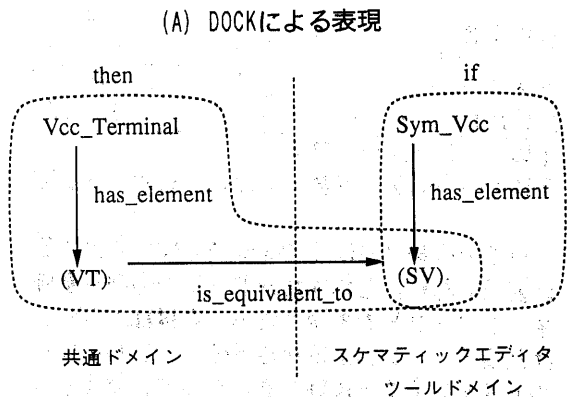 (A) DOCKによる表現
then
if
Vcc_Terminal
Sym_Vcc
has_element
has_element
(VT)
(SV)
is_equivalent_to
共通ドメイン
スケマティックエディタ
ツールドメイン